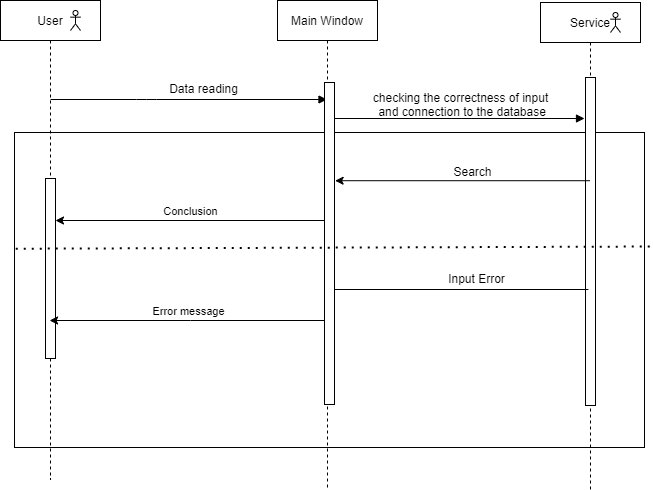 User
Main Window
Service
Data reading
checking the correctness of input
and connection to the database
Search
Conclusion
Input Error
Error message